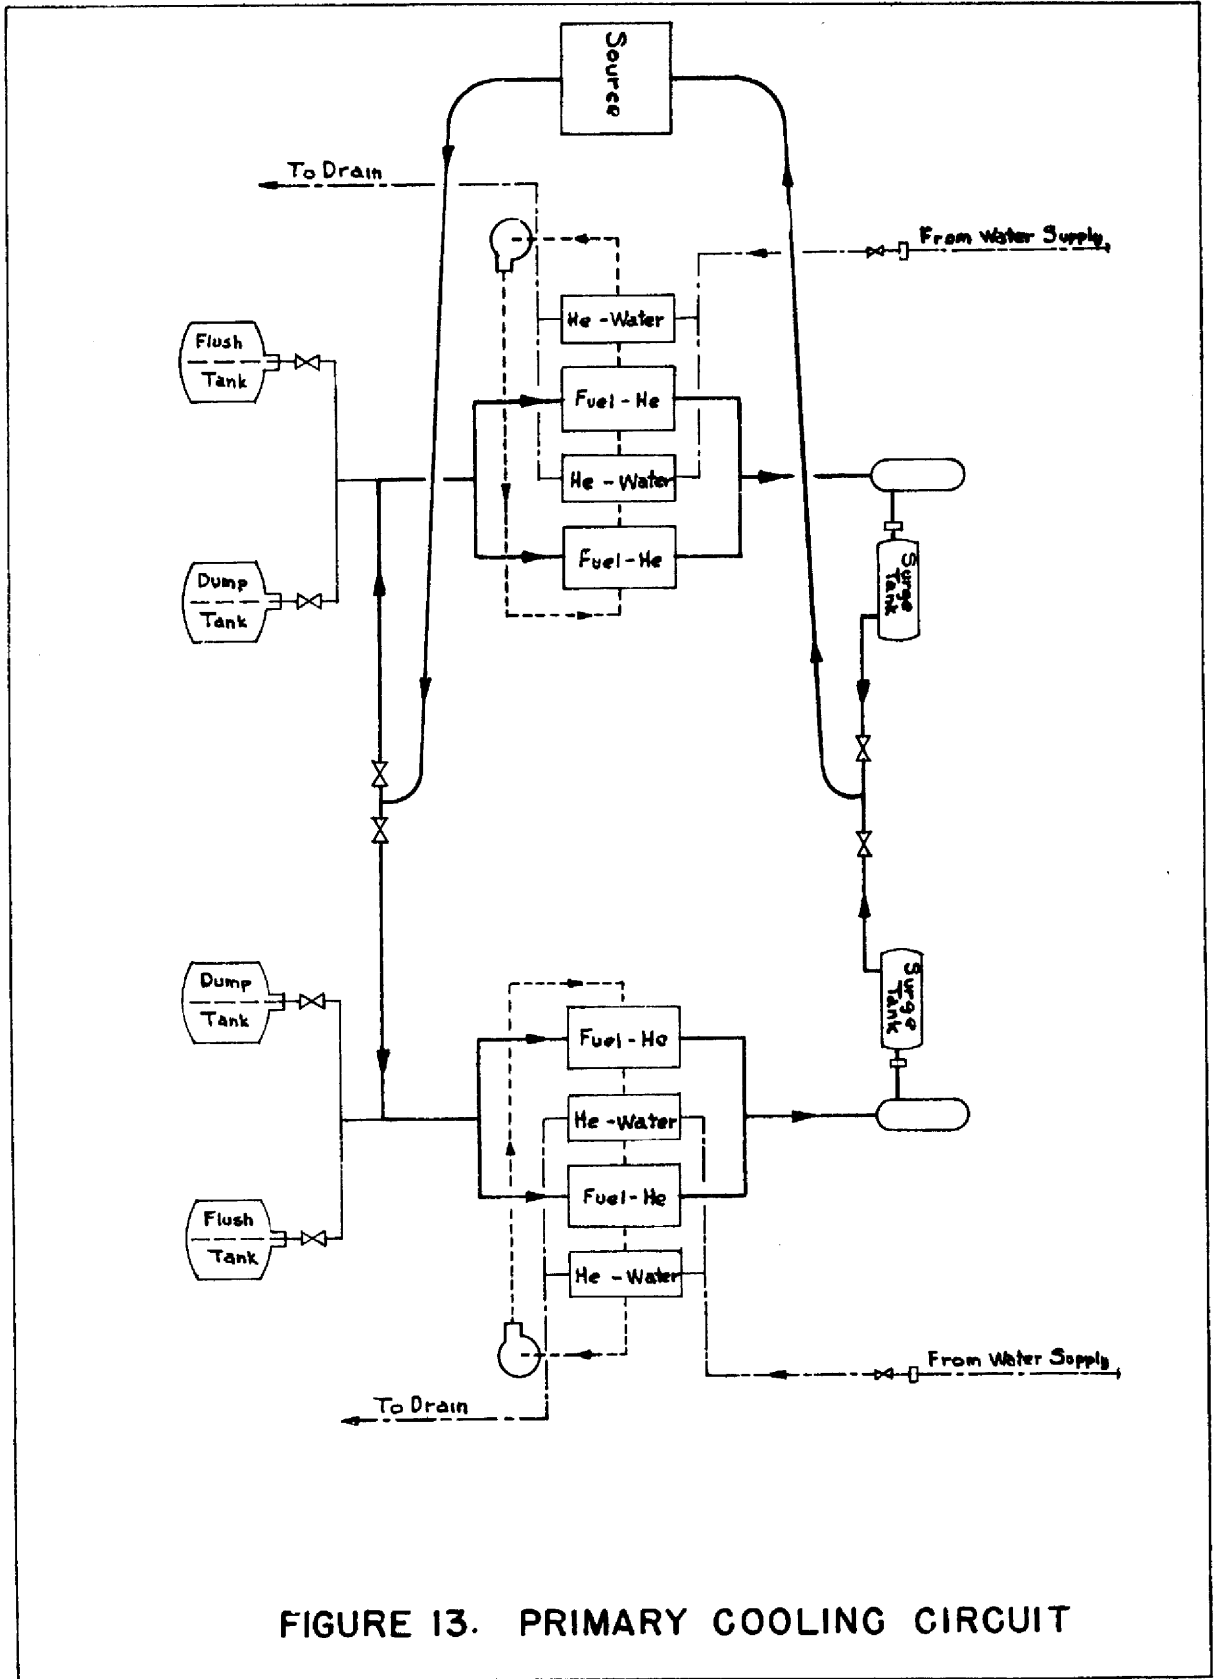 Source
To Drain
From Water Supply
He - Water
Flush
Tank
Fuel - He
He - Water
Fuel - He
Surge
Tank
Dump
Tank
Dump
Tank
Surge
Tank
Fuel - He
He - Water
Fuel - He
Flush
Tank
He - Water
From Water Supply
To Drain
FIGURE 13. PRIMARY COOLING CIRCUIT